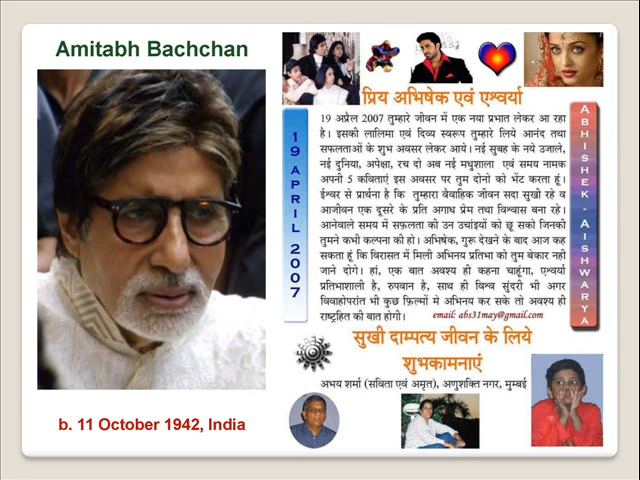 Amitabh Bachchan
b. 11 October 1942, India
19 APRIL 2007
प्रिय अभिषेक एवं एश्वर्या
19 अप्रैल 2007 तुम्हारे जीवन में एक नया प्रभात लेकर आ रहा
है। इसकी लालिमा एवं दिव्य स्वरूप तुम्हारे लिये आनंद तथा
सफलताओं के शुभ अवसर लेकर आये। नई सुबह के नये उजाले,
नई दुनिया, अपेक्षा, रच दो अब नई मधुशाला एवं समय नामक
अपनी 5 कविताएं इस अवसर पर तुम दोनो को भेंट करता हूं।
ईश्वर से प्रार्थना है कि तुम्हारा वैवाहिक जीवन सदा सुखी रहे व
आजीवन एक दूसरे के प्रति अगाध प्रेम तथा विश्वास बना रहे।
आनेवाले समय में सफ़लता की उन उचांइयों को छू सको जिनकी
तुमने कभी कल्पना की हो। अभिषेक, गुरू देखने के बाद आज कह
सकता हूं कि विरासत में मिली अभिनय प्रतिभा को तुम बेकार नही
जाने दोगे। हां, एक बात अवश्य ही कहना चाहूंगा, एश्वर्या
प्रतिभाशाली है, रुपवान है, साथ ही विश्व सुंदरी भी अगर
विवाहोपरांत भी कुछ फ़िल्मों मे अभिनय कर सके तो अवश्य ही
राष्ट्रहित की बात होगी। email: abs31may@gmail.com
ABHISHEK - AISHWARYA
सुखी दाम्पत्य जीवन के लिये
शुभकामनाएं
अभय शर्मा (सविता एवं अमृत), अणुशक्ति नगर, मुम्बई